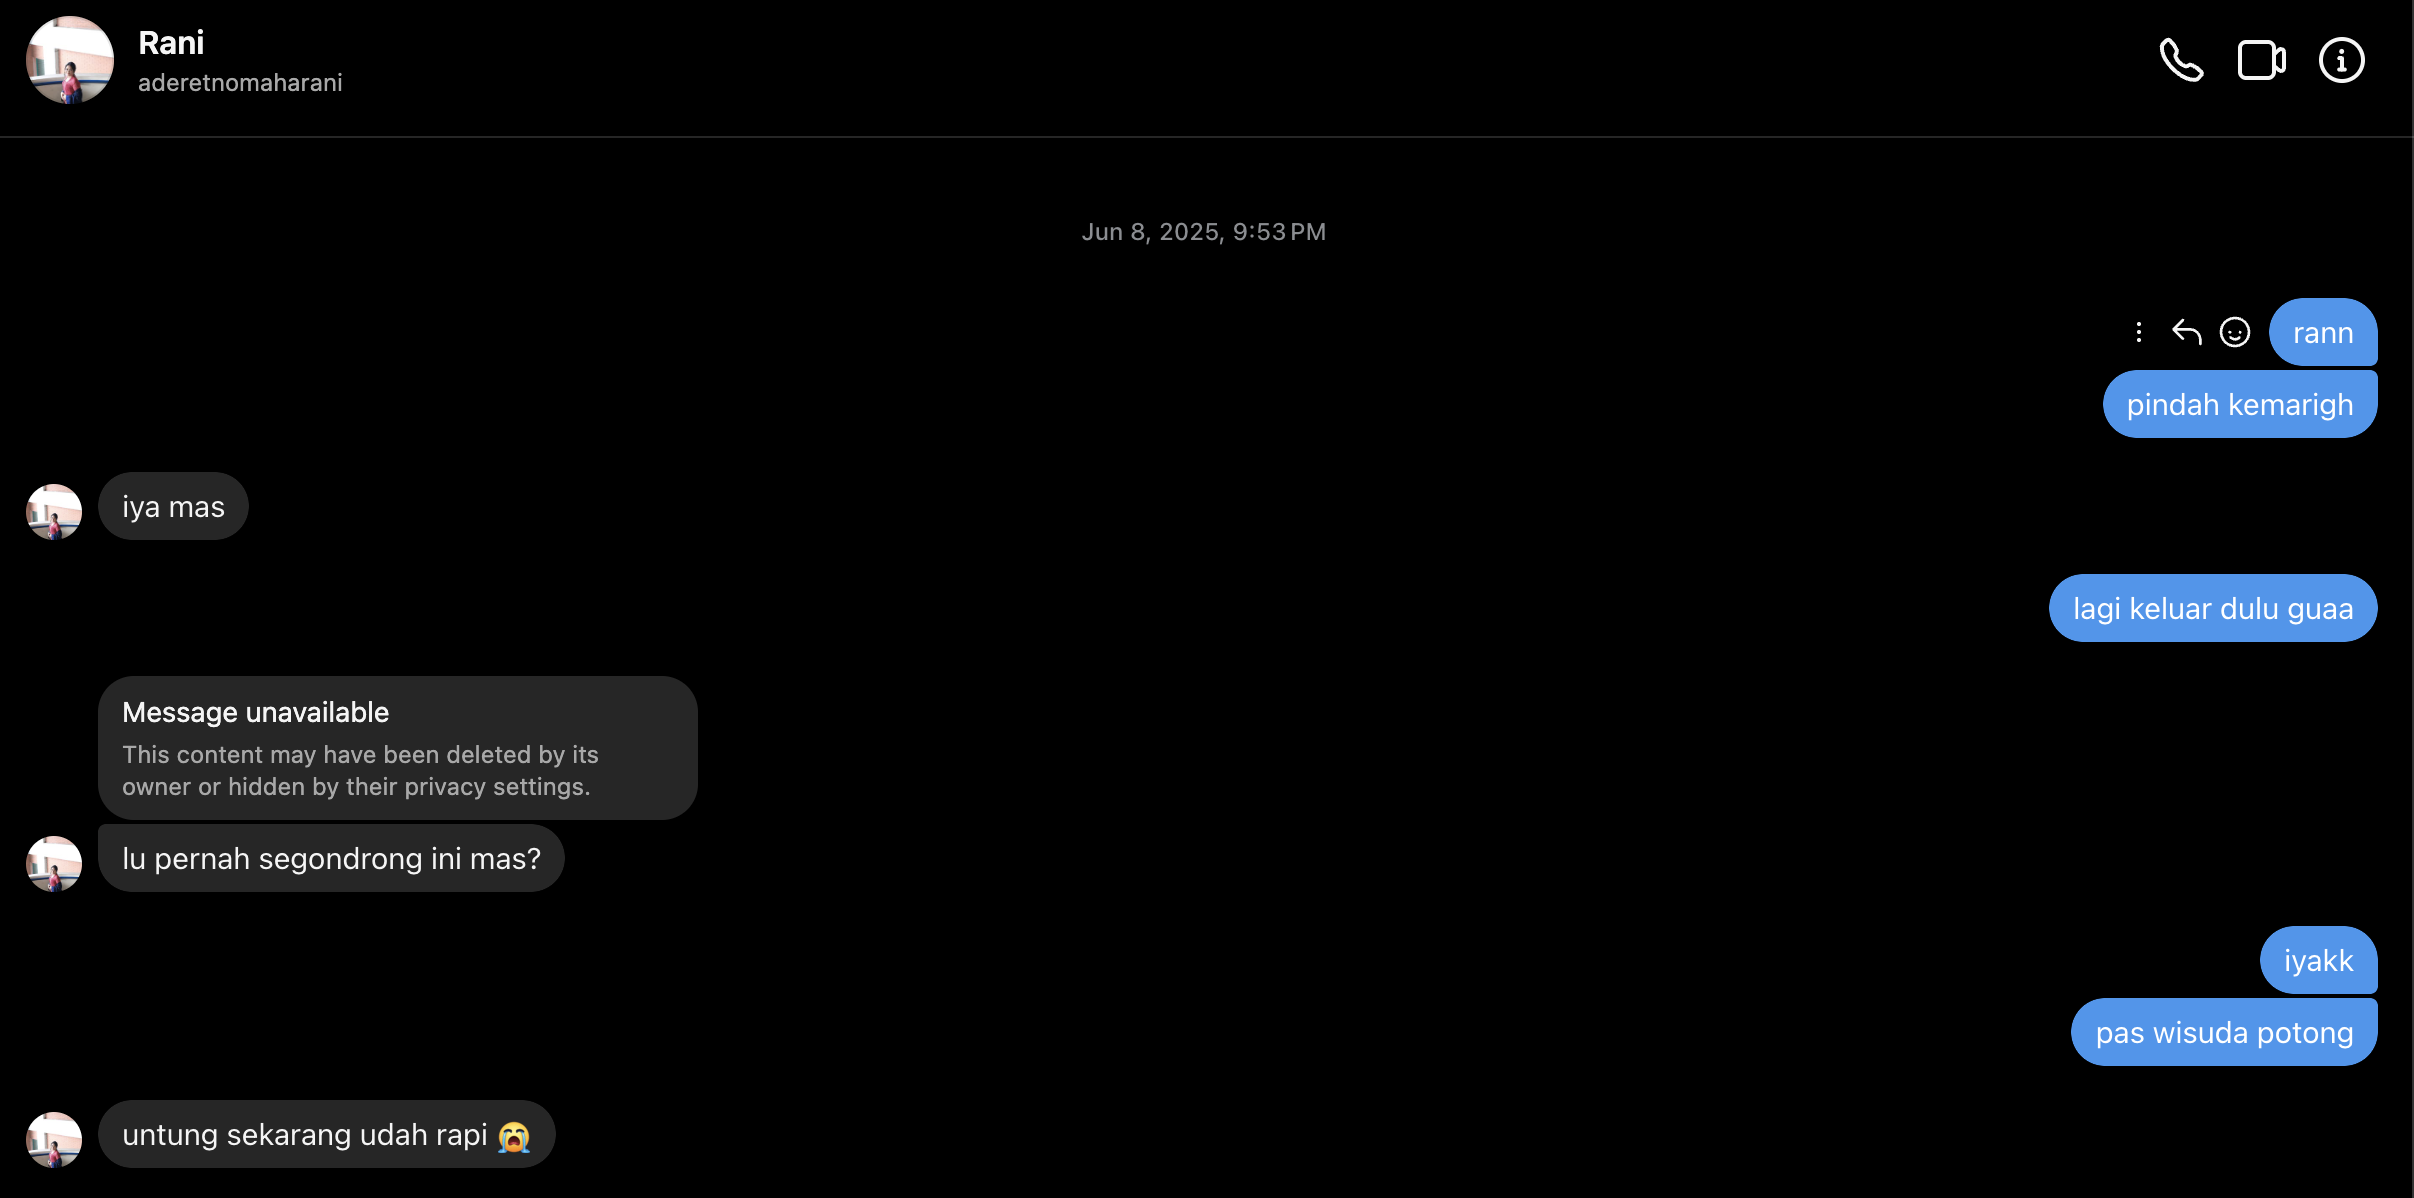 Rani
aderetnomaharani
Jun 8, 2025, 9:53 PM
rann
pindah kemarigh
iya mas
lagi keluar dulu guaa
Message unavailable
This content may have been deleted by its
owner or hidden by their privacy settings.
lu pernah segondrong ini mas?
iyakk
pas wisuda potong
untung sekarang udah rapi 😭